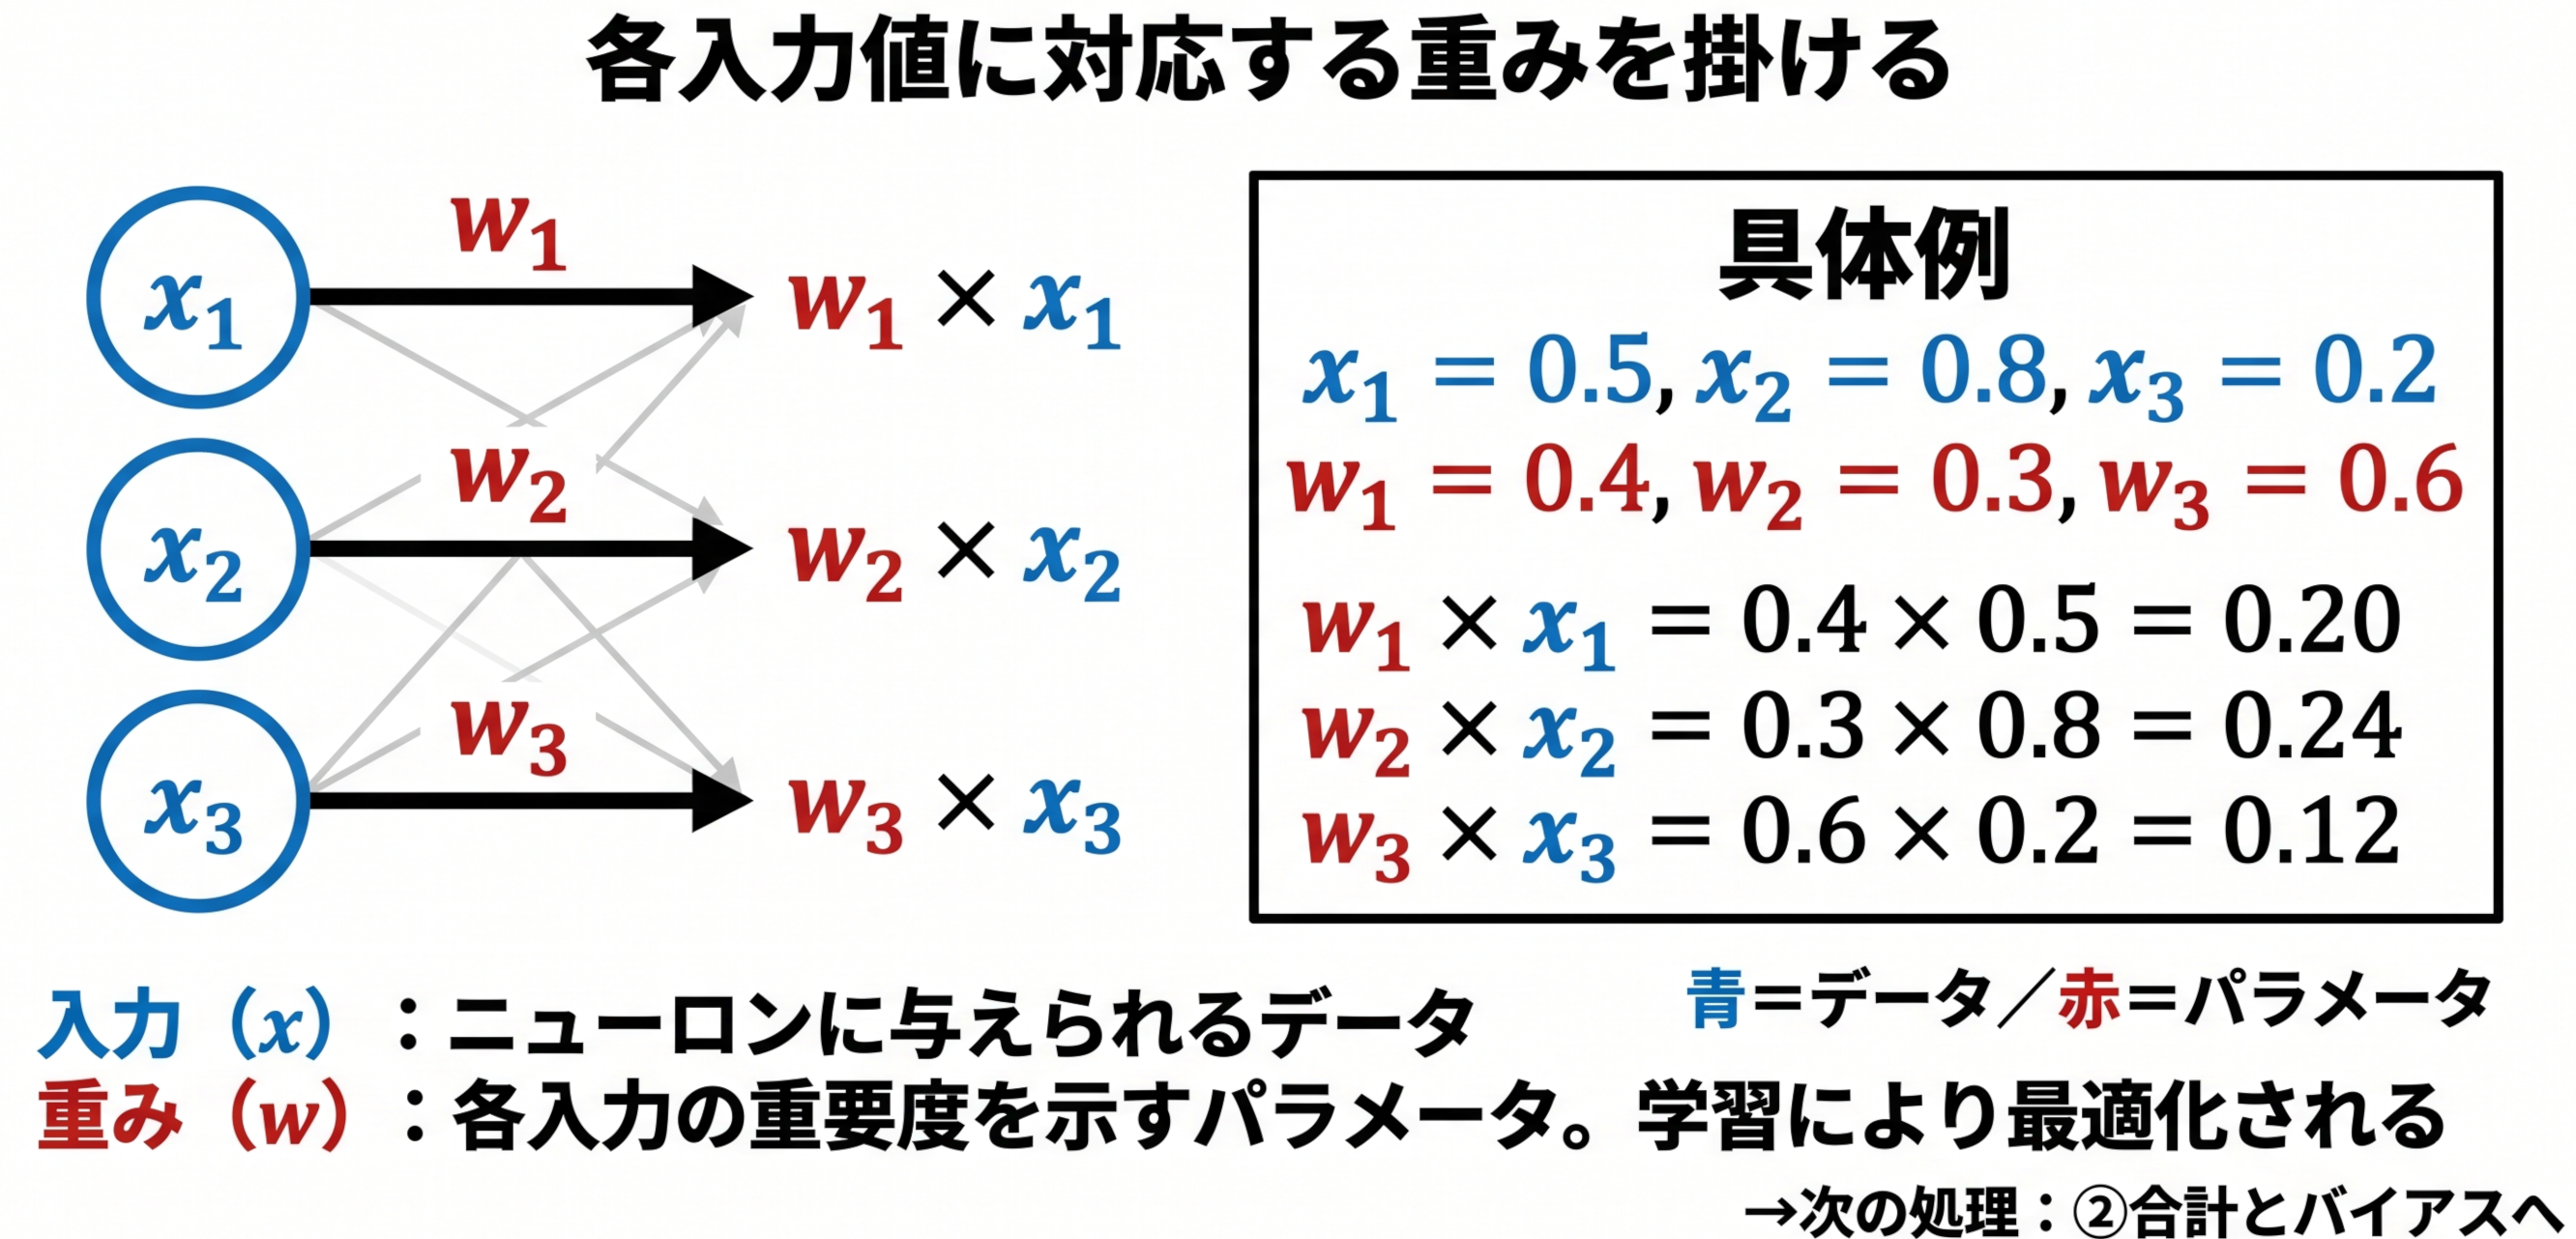 各入力値に対応する重みを掛ける
x₁ w₁ w₁ × x₁
x₂ w₂ w₂ × x₂
x₃ w₃ w₃ × x₃
具体例
x₁ = 0.5, x₂ = 0.8, x₃ = 0.2
w₁ = 0.4, w₂ = 0.3, w₃ = 0.6
w₁ × x₁ = 0.4 × 0.5 = 0.20
w₂ × x₂ = 0.3 × 0.8 = 0.24
w₃ × x₃ = 0.6 × 0.2 = 0.12
青=データ／赤=パラメータ
入力（x）：ニューロンに与えられるデータ
重み（w）：各入力の重要度を示すパラメータ。学習により最適化される
→次の処理：②合計とバイアスへ